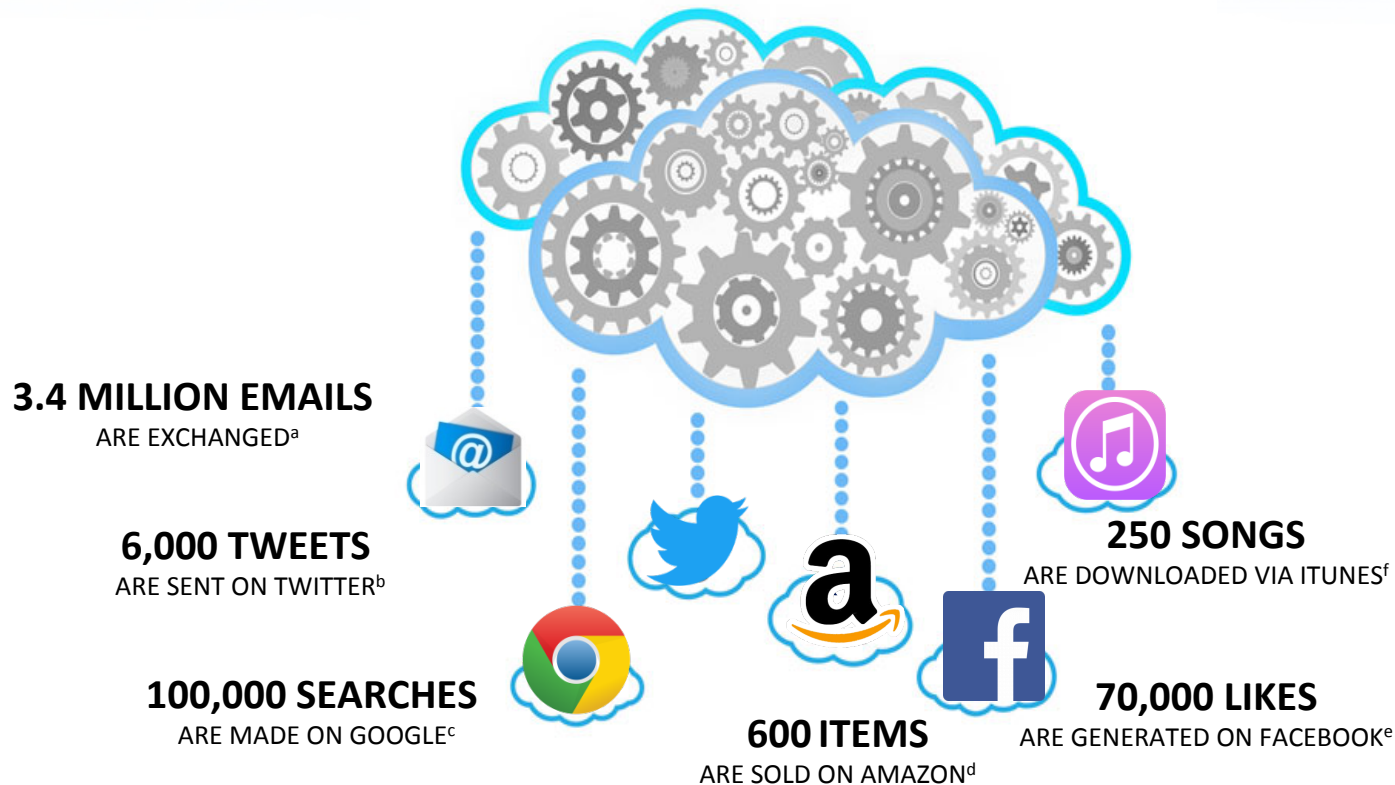 3.4 MILLION EMAILS
ARE EXCHANGEDᵃ
@
6,000 TWEETS
ARE SENT ON TWITTERᵇ
100,000 SEARCHES
ARE MADE ON GOOGLEᶜ
a
600 ITEMS
ARE SOLD ON AMAZONᵈ
f
70,000 LIKES
ARE GENERATED ON FACEBOOKᵉ
250 SONGS
ARE DOWNLOADED VIA ITUNESᶠ